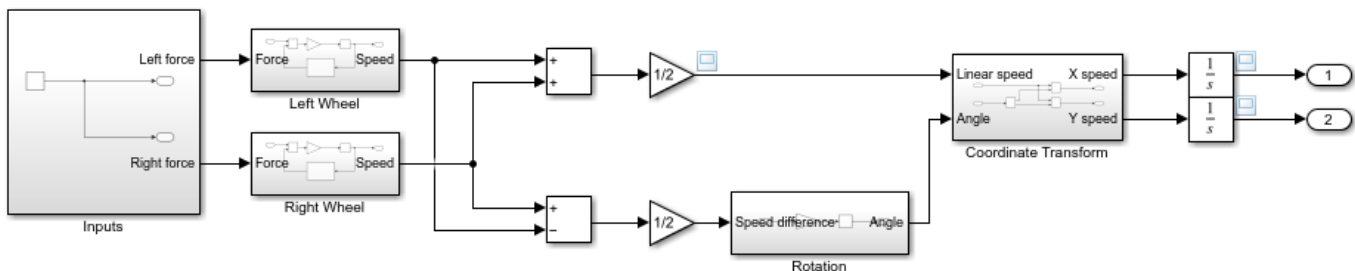 Left force
Right force
Inputs
Force Speed
Left Wheel
Force Speed
Right Wheel
+
+
1/2
+
−
1/2
Speed difference Angle
Rotation
Linear speed X speed
Angle Y speed
Coordinate Transform
1
s
1
s
1
2